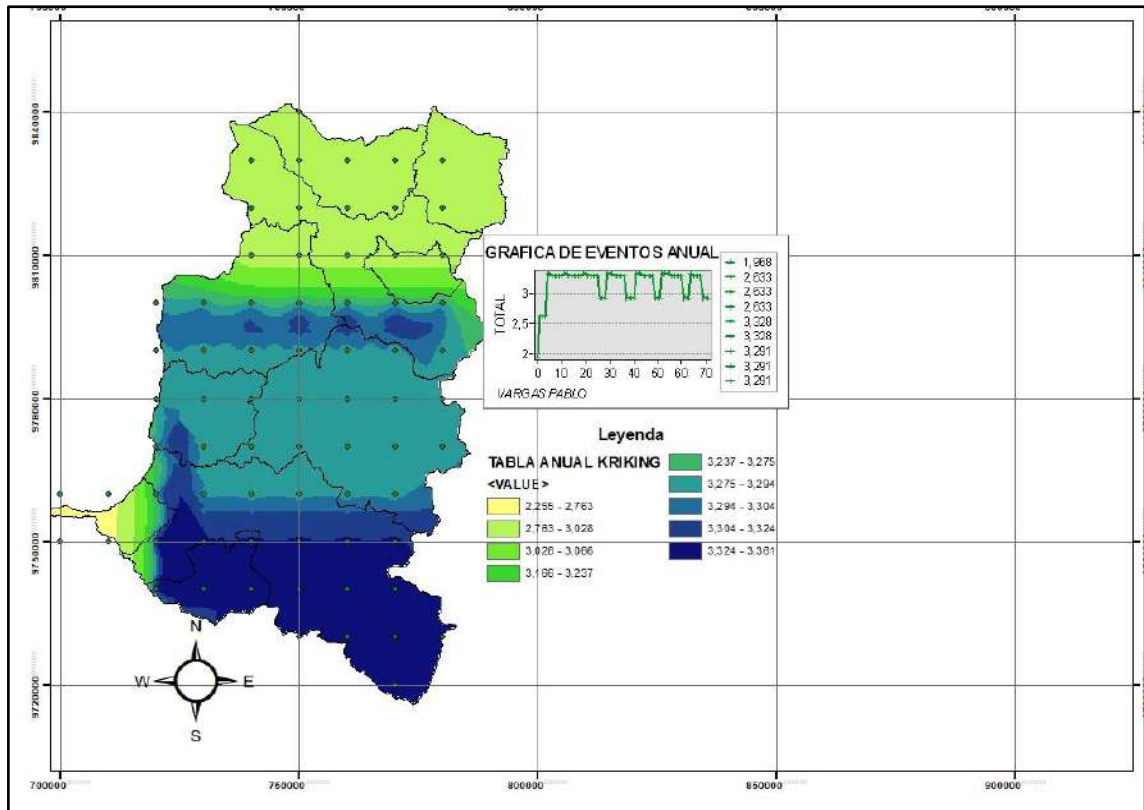 GRAFICA DE EVENTOS ANUAL
TOTAL
3
2,5
2
0 10 20 30 40 50 60 70
VARGAS PABLO
1,968
2,633
2,633
2,633
3,328
3,328
3,291
3,291
3,291
Leyenda
TABLA ANUAL KRIKING
<VALUE>
2,255 - 2,763
2,763 - 3,028
3,028 - 3,066
3,166 - 3,237
3,237 - 3,275
3,275 - 3,294
3,294 - 3,304
3,304 - 3,324
3,324 - 3,361
N
W E
S
9810000
9780000
9750000
9720000
700000 750000 800000 850000 900000